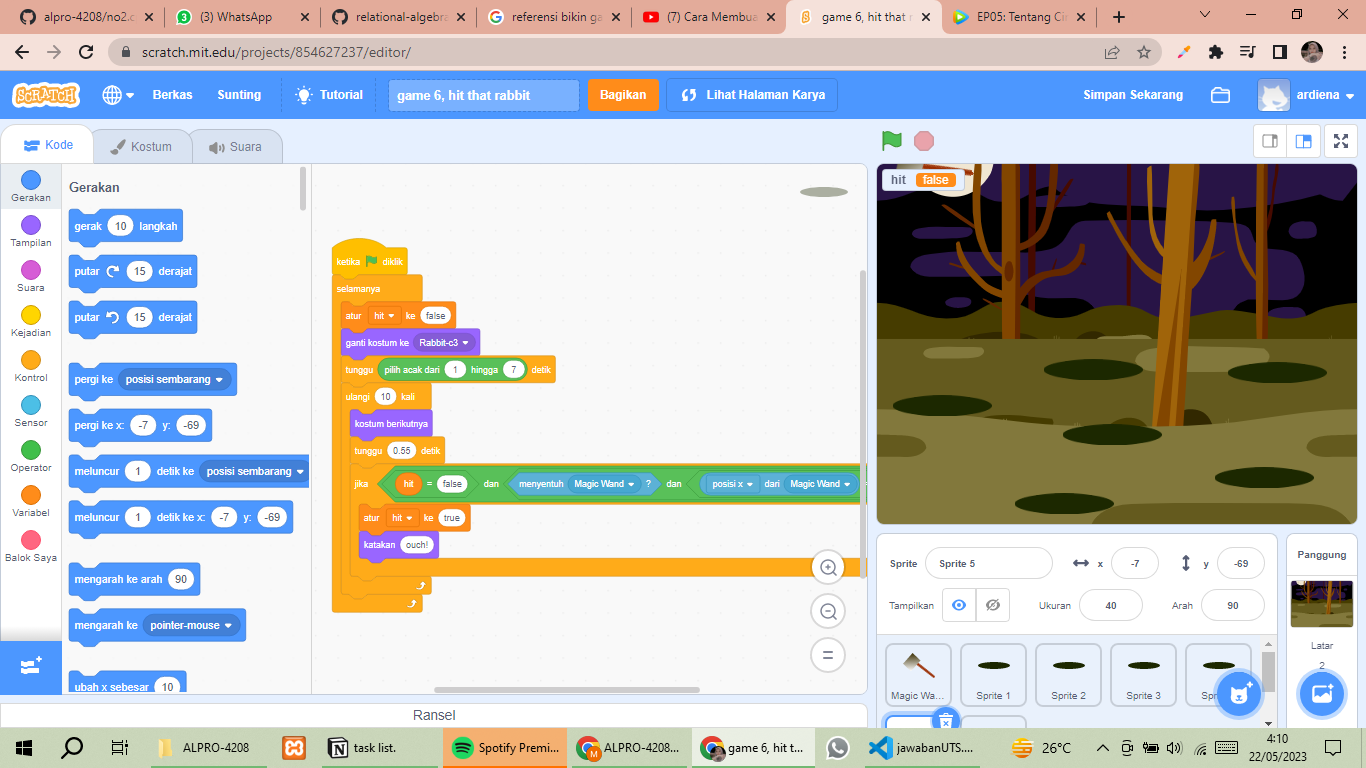 alpro-4208/no2.c
(3) WhatsApp
relational-algebra
referensi bikin ga
(7) Cara Membua
game 6, hit that r
EP05: Tentang Ci
scratch.mit.edu/projects/854627237/editor/
SCRATCH
Berkas
Sunting
Tutorial
game 6, hit that rabbit
Bagikan
Lihat Halaman Karya
Simpan Sekarang
ardiena
Kode
Kostum
Suara
Gerakan
Tampilan
Suara
Kejadian
Kontrol
Sensor
Operator
Variabel
Balok Saya
Gerakan
gerak 10 langkah
putar 15 derajat
putar 15 derajat
pergi ke posisi sembarang
pergi ke x: -7 y: -69
meluncur 1 detik ke posisi sembarang
meluncur 1 detik ke x: -7 y: -69
mengarah ke arah 90
mengarah ke pointer-mouse
ubah x sebesar 10
ketika diklik
selamanya
atur hit ke false
ganti kostum ke Rabbit-c3
tunggu pilih acak dari 1 hingga 7 detik
ulangi 10 kali
kostum berikutnya
tunggu 0.55 detik
jika hit = false dan menyentuh Magic Wand ? dan posisi x dari Magic Wand
atur hit ke true
katakan ouch!
hit false
Sprite Sprite 5 x -7 y -69
Tampilkan Ukuran 40 Arah 90
Magic Wa...
Sprite 1
Sprite 2
Sprite 3
Panggung
Latar
2
Ransel
ALPRO-4208
task list.
Spotify Premi...
ALPRO-4208...
game 6, hit t...
jawabanUTS....
26°C
4:10
22/05/2023